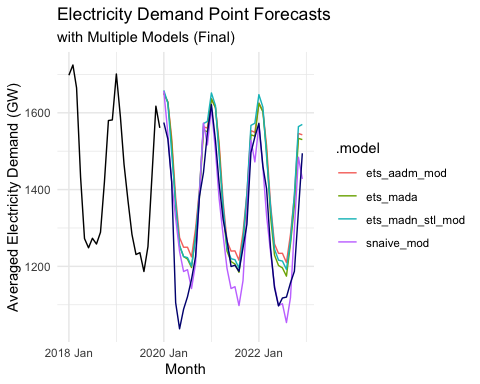 Electricity Demand Point Forecasts
with Multiple Models (Final)
Averaged Electricity Demand (GW)
1600
1400
1200
2018 Jan 2020 Jan 2022 Jan
Month
.model
ets_aadm_mod
ets_mada
ets_madn_stl_mod
snaive_mod